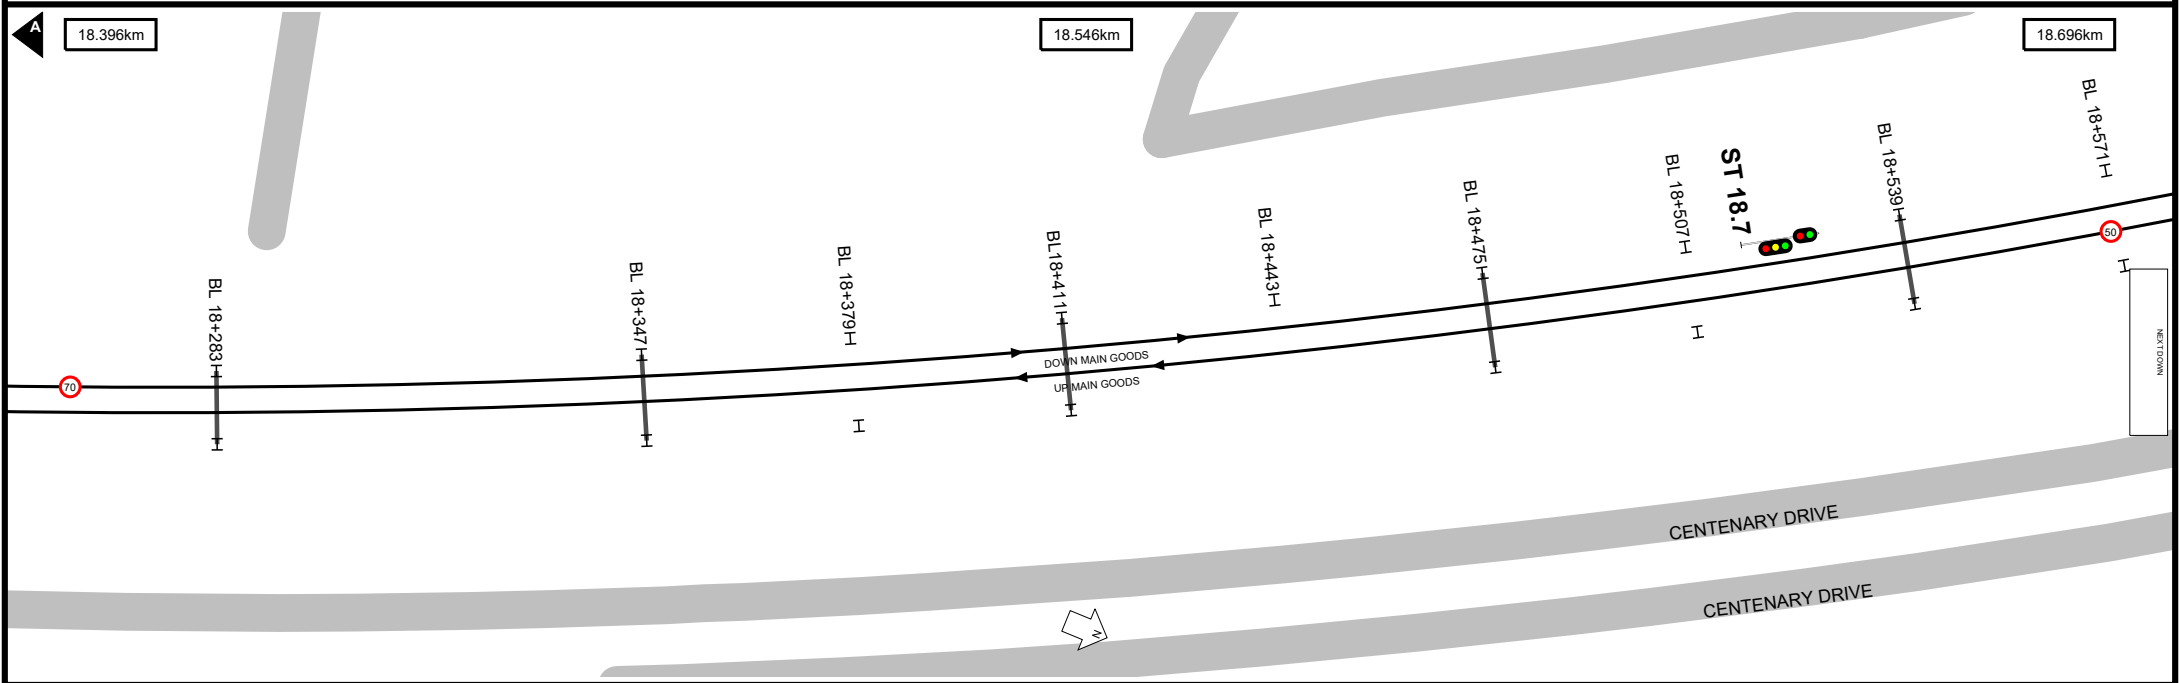 A
18.396km
18.546km
18.696km
BL 18+283
BL 18+347
BL 18+379
BL18+411
BL 18+443
BL 18+475
BL 18+507
ST 18.7
BL 18+539
BL 18+571
70
50
DOWN MAIN GOODS
UP MAIN GOODS
NEXT DOWN
CENTENARY DRIVE
CENTENARY DRIVE
N